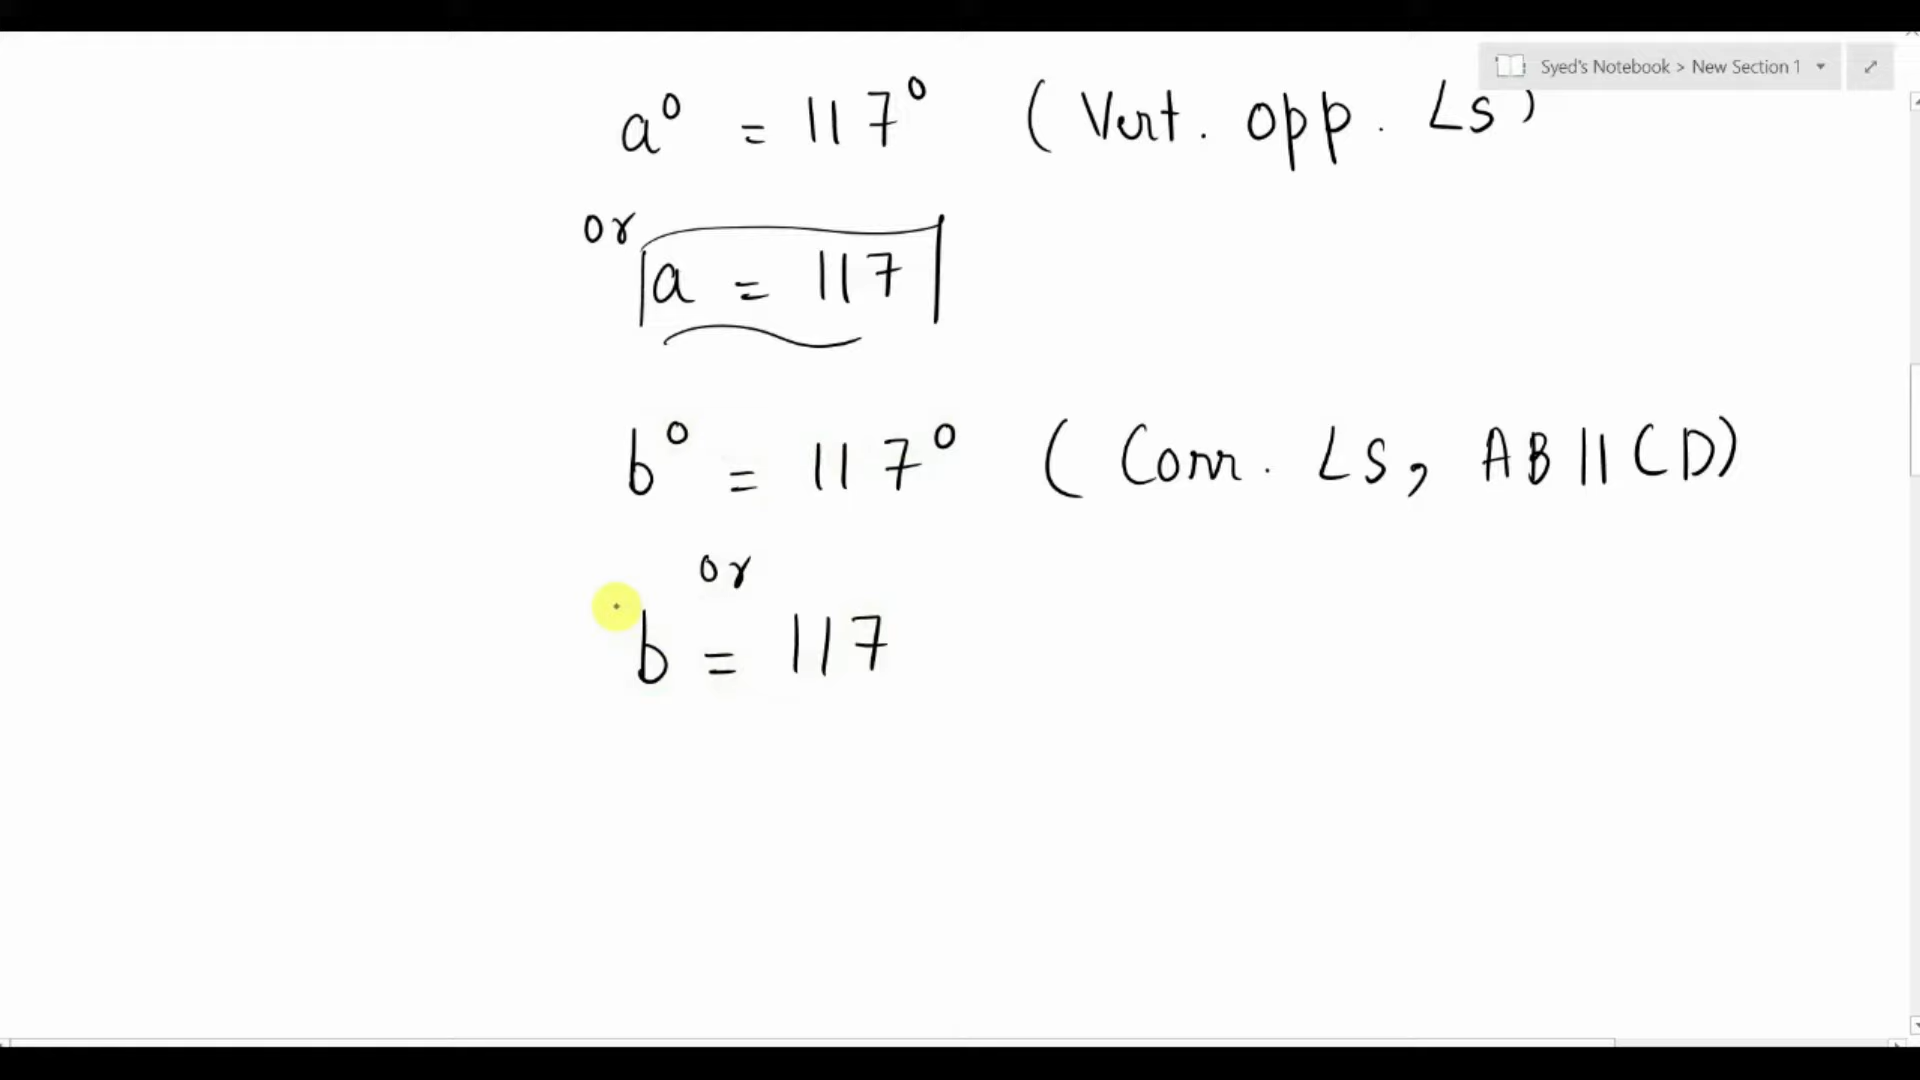 Syed's Notebook > New Section 1
a° = 117° (Vert. opp. ∠s)
or
a = 117
b° = 117° (Corr. ∠s, AB || CD)
or
b = 117